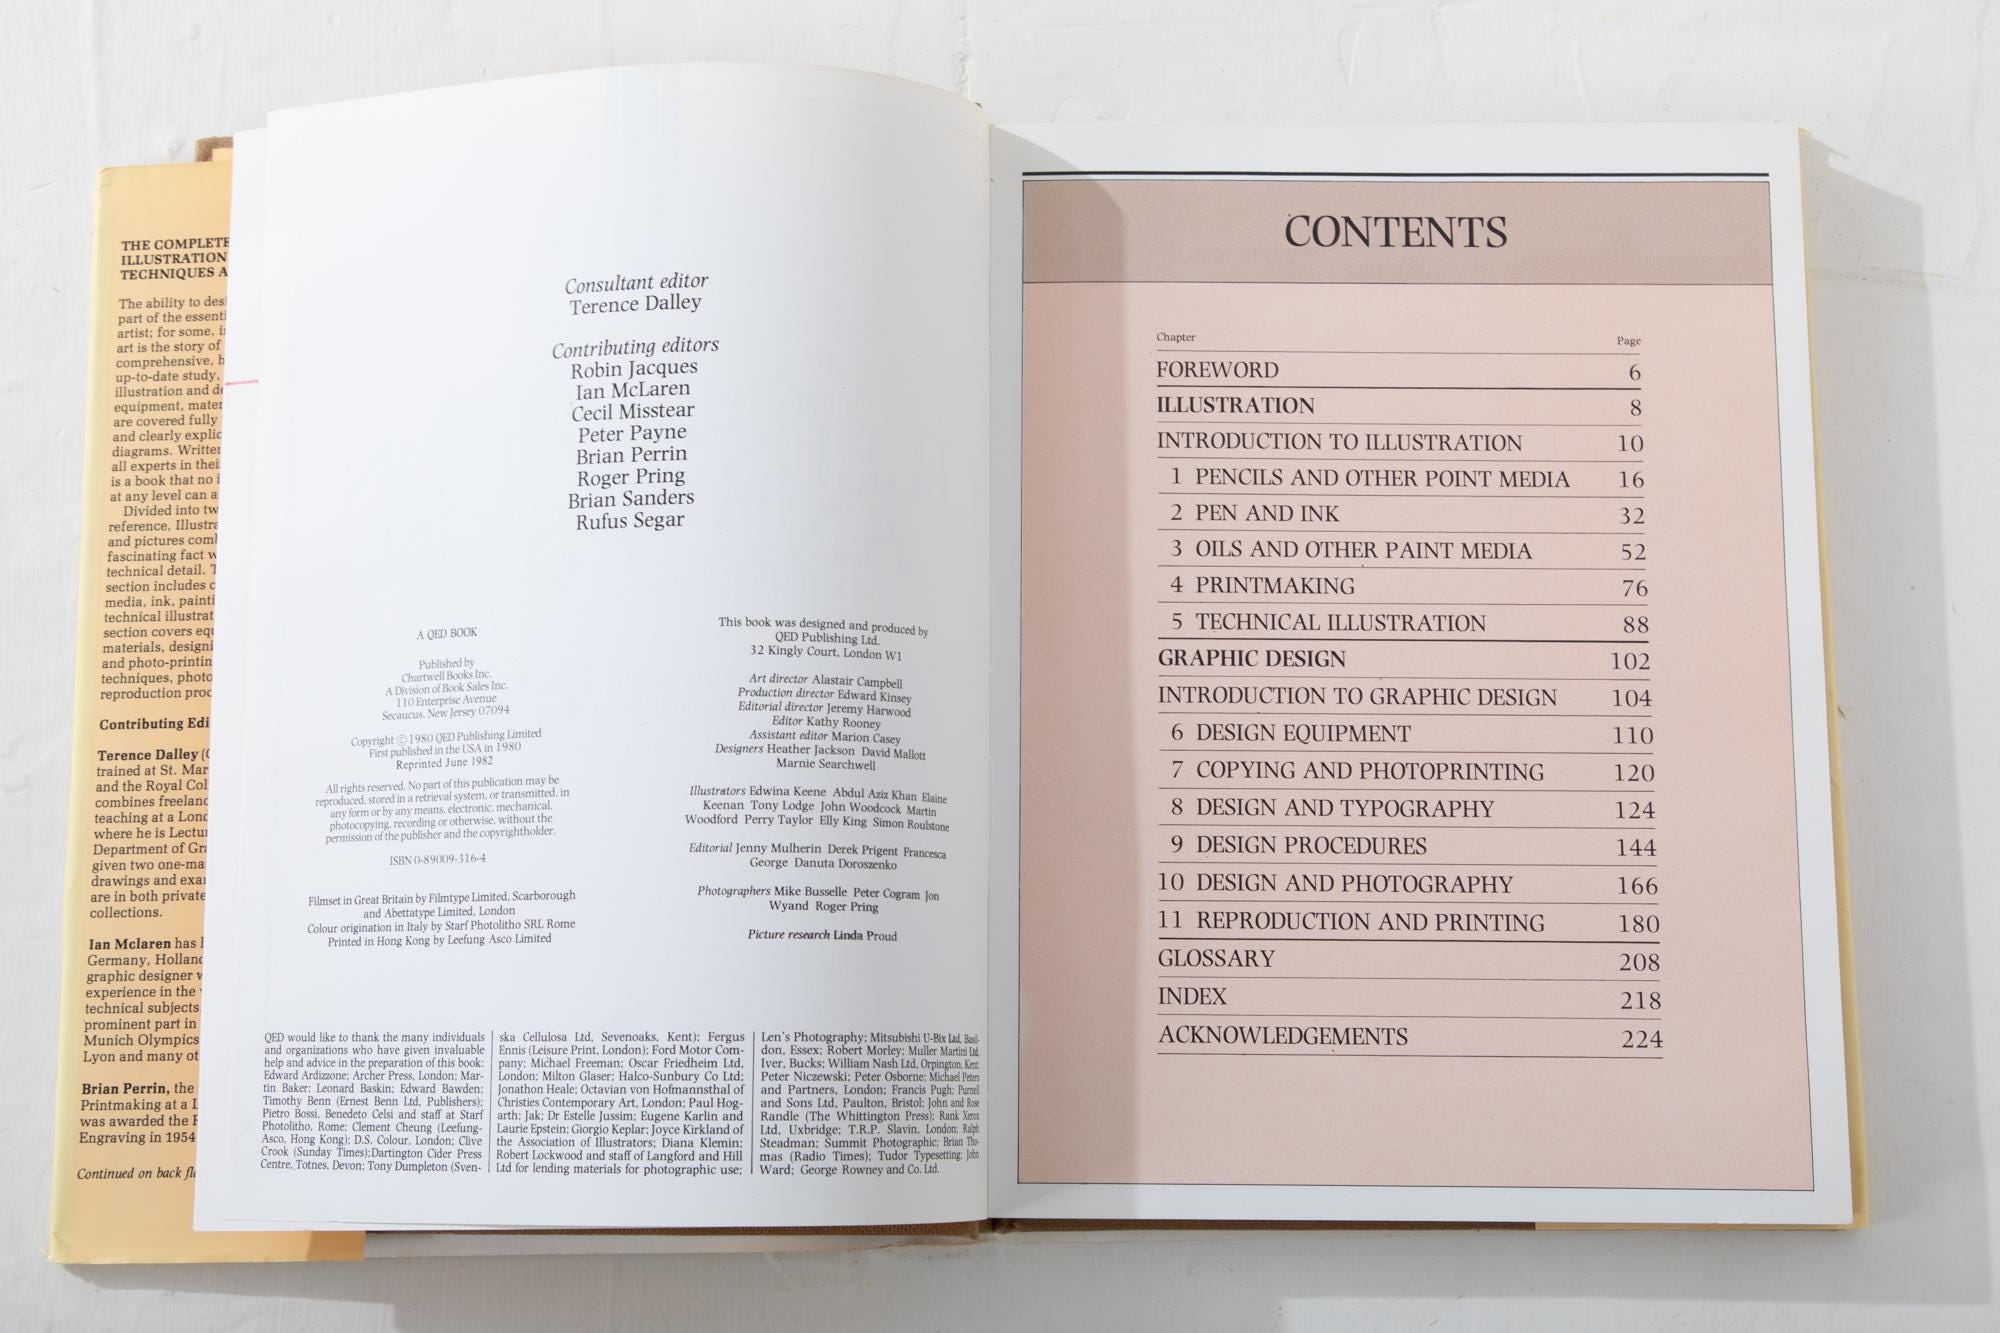 THE COMPLETE
ILLUSTRATION
TECHNIQUES A
The ability to desi
part of the essenti
artist; for some, i
art is the story of
comprehensive, b
up-to-date study,
illustration and de
equipment, mater
are covered fully
and clearly explic
diagrams. Written
all experts in thei
is a book that no i
at any level can a
Divided into tw
reference, Illustra
and pictures comb
fascinating fact w
technical detail. T
section includes c
media, ink, painti
technical illustrat
section covers equ
materials, designi
and photo-printin
techniques, photo
reproduction proc
Contributing Edi
Terence Dalley (C
trained at St. Mar
and the Royal Col
combines freelanc
teaching at a Lond
where he is Lectu
Department of Gra
given two one-ma
drawings and exa
are in both private
collections.
Ian Mclaren has
Germany, Holland
graphic designer w
experience in the
technical subjects
prominent part in
Munich Olympics
Lyon and many ot
Brian Perrin, the
Printmaking at a L
was awarded the R
Engraving in 1954
Continued on back fla
Consultant editor
Terence Dalley
Contributing editors
Robin Jacques
Ian McLaren
Cecil Misstear
Peter Payne
Brian Perrin
Roger Pring
Brian Sanders
Rufus Segar
A QED BOOK
Published by
Chartwell Books Inc.
A Division of Book Sales Inc.
110 Enterprise Avenue
Secaucus, New Jersey 07094
Copyright © 1980 QED Publishing Limited
First published in the USA in 1980
Reprinted June 1982
All rights reserved. No part of this publication may be
reproduced, stored in a retrieval system, or transmitted, in
any form or by any means, electronic, mechanical,
photocopying, recording or otherwise, without the
permission of the publisher and the copyrightholder.
ISBN 0-89009-316-4
Filmset in Great Britain by Filmtype Limited, Scarborough
and Abettatype Limited, London
Colour origination in Italy by Starf Photolitho SRL Rome
Printed in Hong Kong by Leefung Asco Limited
This book was designed and produced by
QED Publishing Ltd.
32 Kingly Court, London W1
Art director Alastair Campbell
Production director Edward Kinsey
Editorial director Jeremy Harwood
Editor Kathy Rooney
Assistant editor Marion Casey
Designers Heather Jackson David Mallott
Marnie Searchwell
Illustrators Edwina Keene Abdul Aziz Khan Elaine
Keenan Tony Lodge John Woodcock Martin
Woodford Perry Taylor Elly King Simon Roulstone
Editorial Jenny Mulherin Derek Prigent Francesca
George Danuta Doroszenko
Photographers Mike Busselle Peter Cogram Jon
Wyand Roger Pring
Picture research Linda Proud
QED would like to thank the many individuals
and organizations who have given invaluable
help and advice in the preparation of this book:
Edward Ardizzone; Archer Press, London; Mar-
tin Baker; Leonard Baskin; Edward Bawden;
Timothy Benn (Ernest Benn Ltd, Publishers);
Pietro Bossi, Benedeto Celsi and staff at Starf
Photolitho, Rome; Clement Cheung (Leefung-
Asco, Hong Kong); D.S. Colour, London; Clive
Crook (Sunday Times);Dartington Cider Press
Centre, Totnes, Devon; Tony Dumpleton (Sven-
ska Cellulosa Ltd, Sevenoaks, Kent); Fergus
Ennis (Leisure Print, London); Ford Motor Com-
pany; Michael Freeman; Oscar Friedheim Ltd,
London; Milton Glaser; Halco-Sunbury Co Ltd;
Jonathon Heale; Octavian von Hofmannsthal of
Christies Contemporary Art, London; Paul Hog-
arth; Jak; Dr Estelle Jussim; Eugene Karlin and
Laurie Epstein; Giorgio Keplar; Joyce Kirkland of
the Association of Illustrators; Diana Klemin;
Robert Lockwood and staff of Langford and Hill
Ltd for lending materials for photographic use;
Len's Photography; Mitsubishi U-Bix Ltd, Basil-
don, Essex; Robert Morley; Muller Martini Ltd,
Iver, Bucks; William Nash Ltd, Orpington, Kent;
Peter Niczewski; Peter Osborne; Michael Peters
and Partners, London; Francis Pugh; Purnell
and Sons Ltd, Paulton, Bristol; John and Rose
Randle (The Whittington Press); Rank Xerox
Ltd, Uxbridge; T.R.P. Slavin, London; Ralph
Steadman; Summit Photographic; Brian Tho-
mas (Radio Times); Tudor Typesetting; John
Ward; George Rowney and Co. Ltd.
CONTENTS
Chapter Page
FOREWORD 6
ILLUSTRATION 8
INTRODUCTION TO ILLUSTRATION 10
1 PENCILS AND OTHER POINT MEDIA 16
2 PEN AND INK 32
3 OILS AND OTHER PAINT MEDIA 52
4 PRINTMAKING 76
5 TECHNICAL ILLUSTRATION 88
GRAPHIC DESIGN 102
INTRODUCTION TO GRAPHIC DESIGN 104
6 DESIGN EQUIPMENT 110
7 COPYING AND PHOTOPRINTING 120
8 DESIGN AND TYPOGRAPHY 124
9 DESIGN PROCEDURES 144
10 DESIGN AND PHOTOGRAPHY 166
11 REPRODUCTION AND PRINTING 180
GLOSSARY 208
INDEX 218
ACKNOWLEDGEMENTS 224